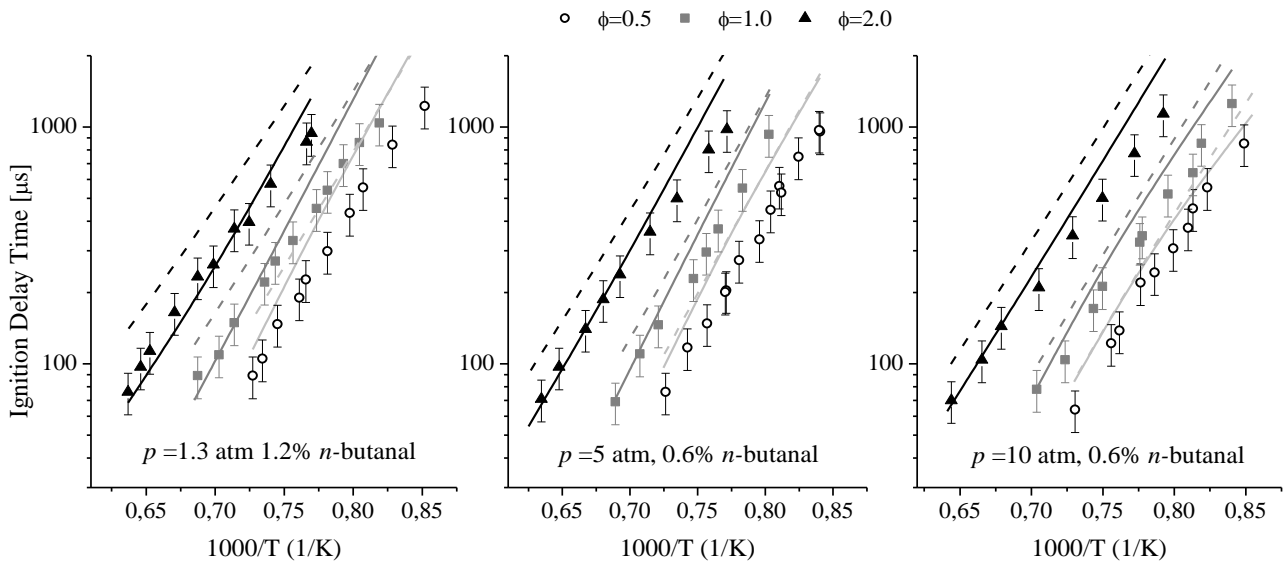 ϕ=0.5 ϕ=1.0 ϕ=2.0
Ignition Delay Time [µs]
1000
100
p =1.3 atm 1.2% n-butanal
0,65 0,70 0,75 0,80 0,85
1000/T (1/K)
1000
100
p =5 atm, 0.6% n-butanal
0,65 0,70 0,75 0,80 0,85
1000/T (1/K)
1000
100
p =10 atm, 0.6% n-butanal
0,65 0,70 0,75 0,80 0,85
1000/T (1/K)